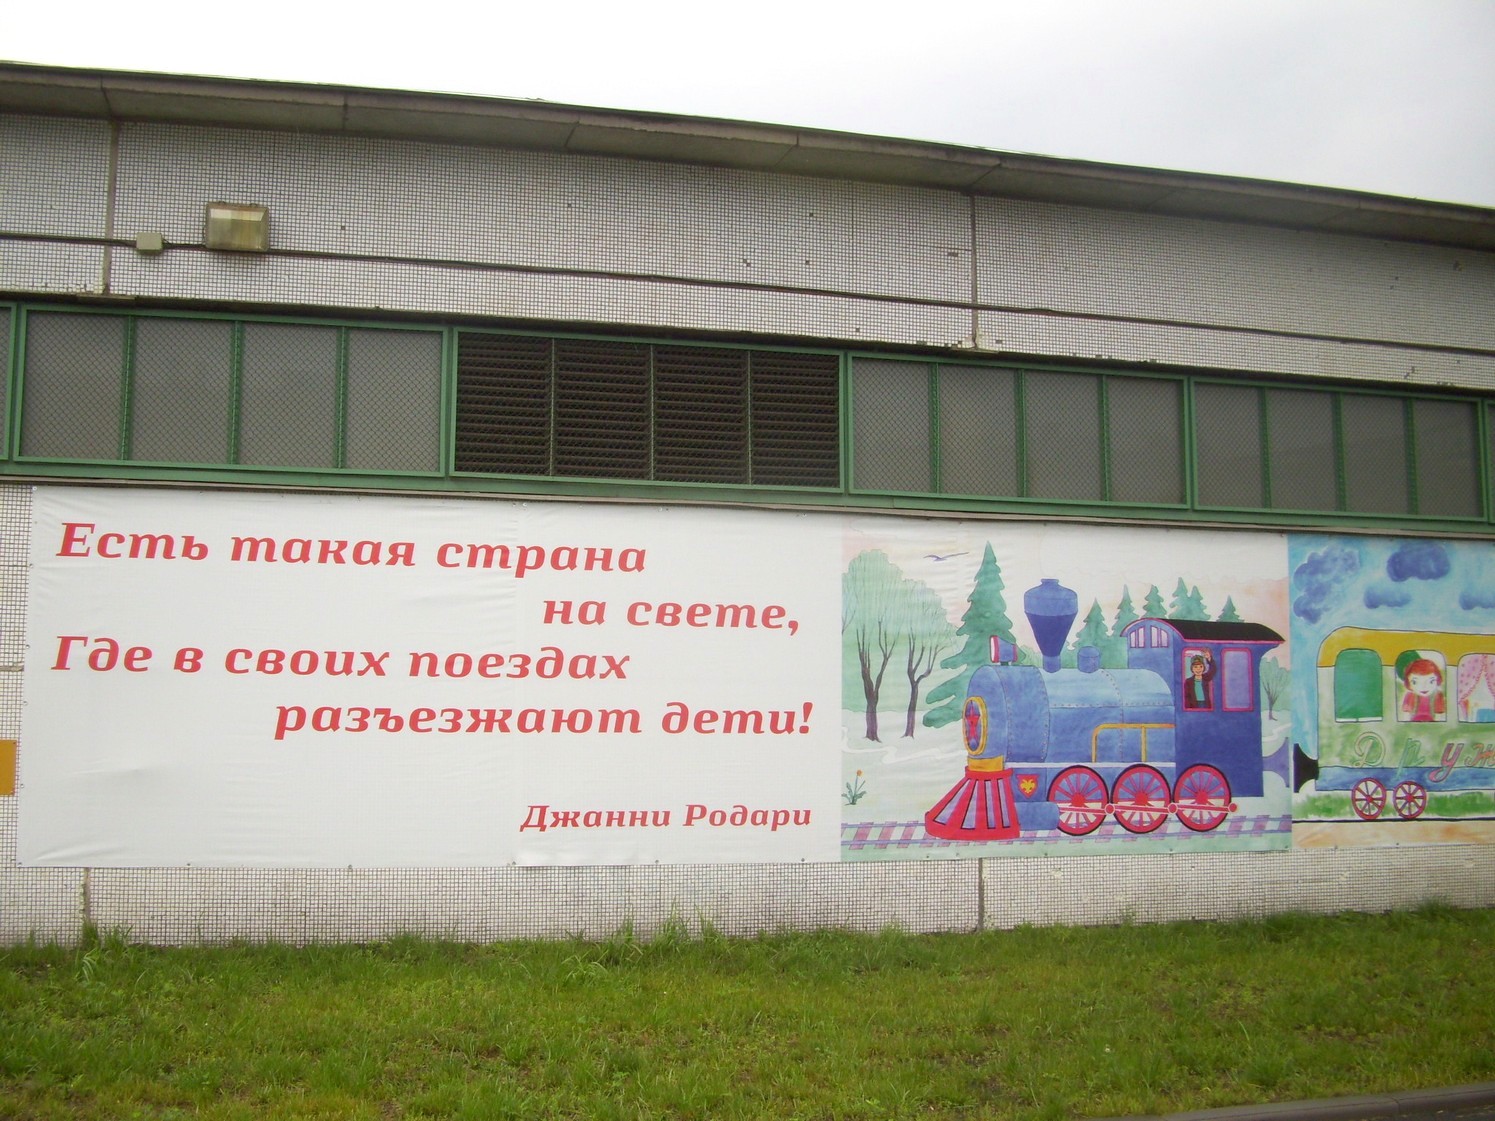 Есть такая страна
на свете,
Где в своих поездах
разъезжают дети!
Джанни Родари